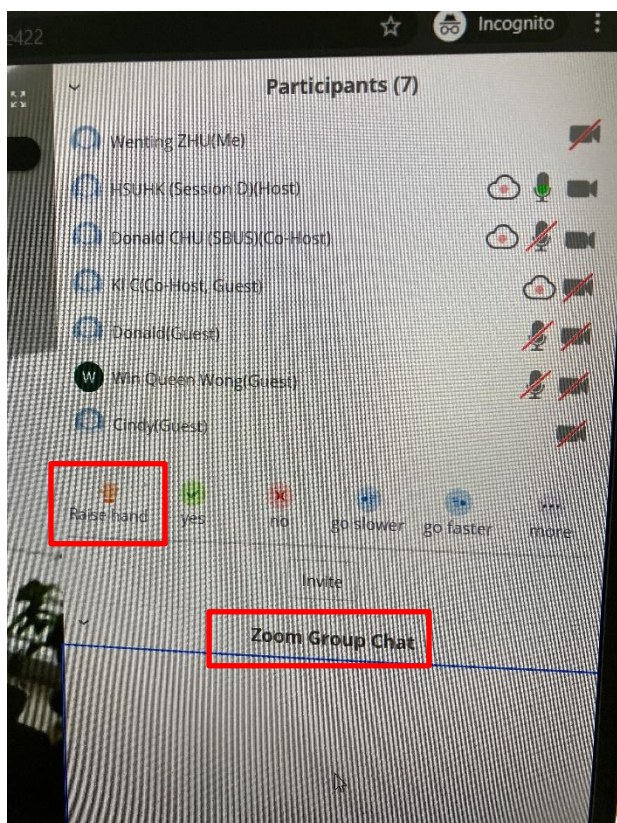 e422
Incognito
Participants (7)
Wenting ZHU(Me)
HSUHK (Session D)(Host)
Donald CHU (SBUS)(Co-Host)
KI C(Co-Host, Guest)
Donald(Guest)
W
Win Queen Wong(Guest)
Cindy(Guest)
Raise hand yes no go slower go faster more
Invite
Zoom Group Chat